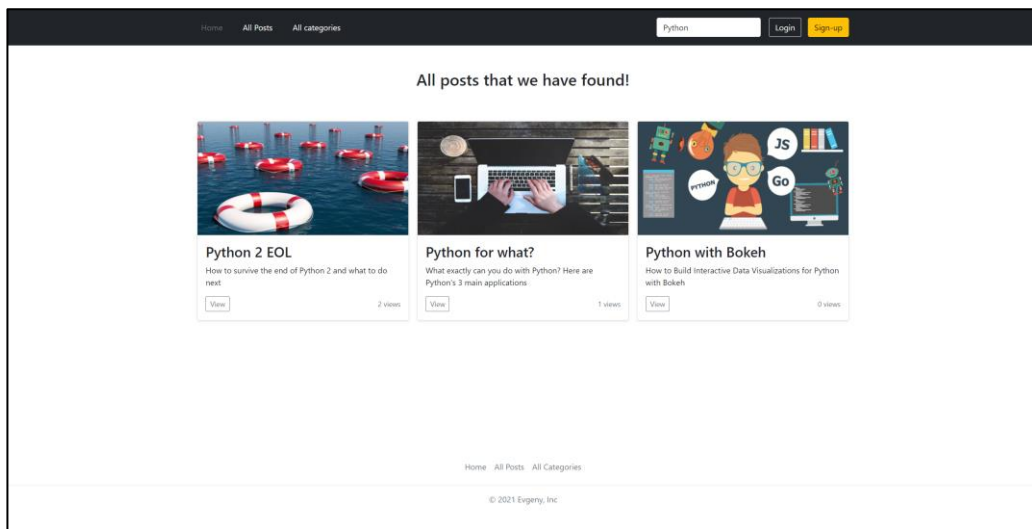 Home All Posts All categories Python Login Sign-up
All posts that we have found!
JS
PYTHON
Go
Python 2 EOL
How to survive the end of Python 2 and what to do
next
View 2 views
Python for what?
What exactly can you do with Python? Here are
Python's 3 main applications
View 1 views
Python with Bokeh
How to Build Interactive Data Visualizations for Python
with Bokeh
View 0 views
Home All Posts All Categories
© 2021 Evgeny, Inc